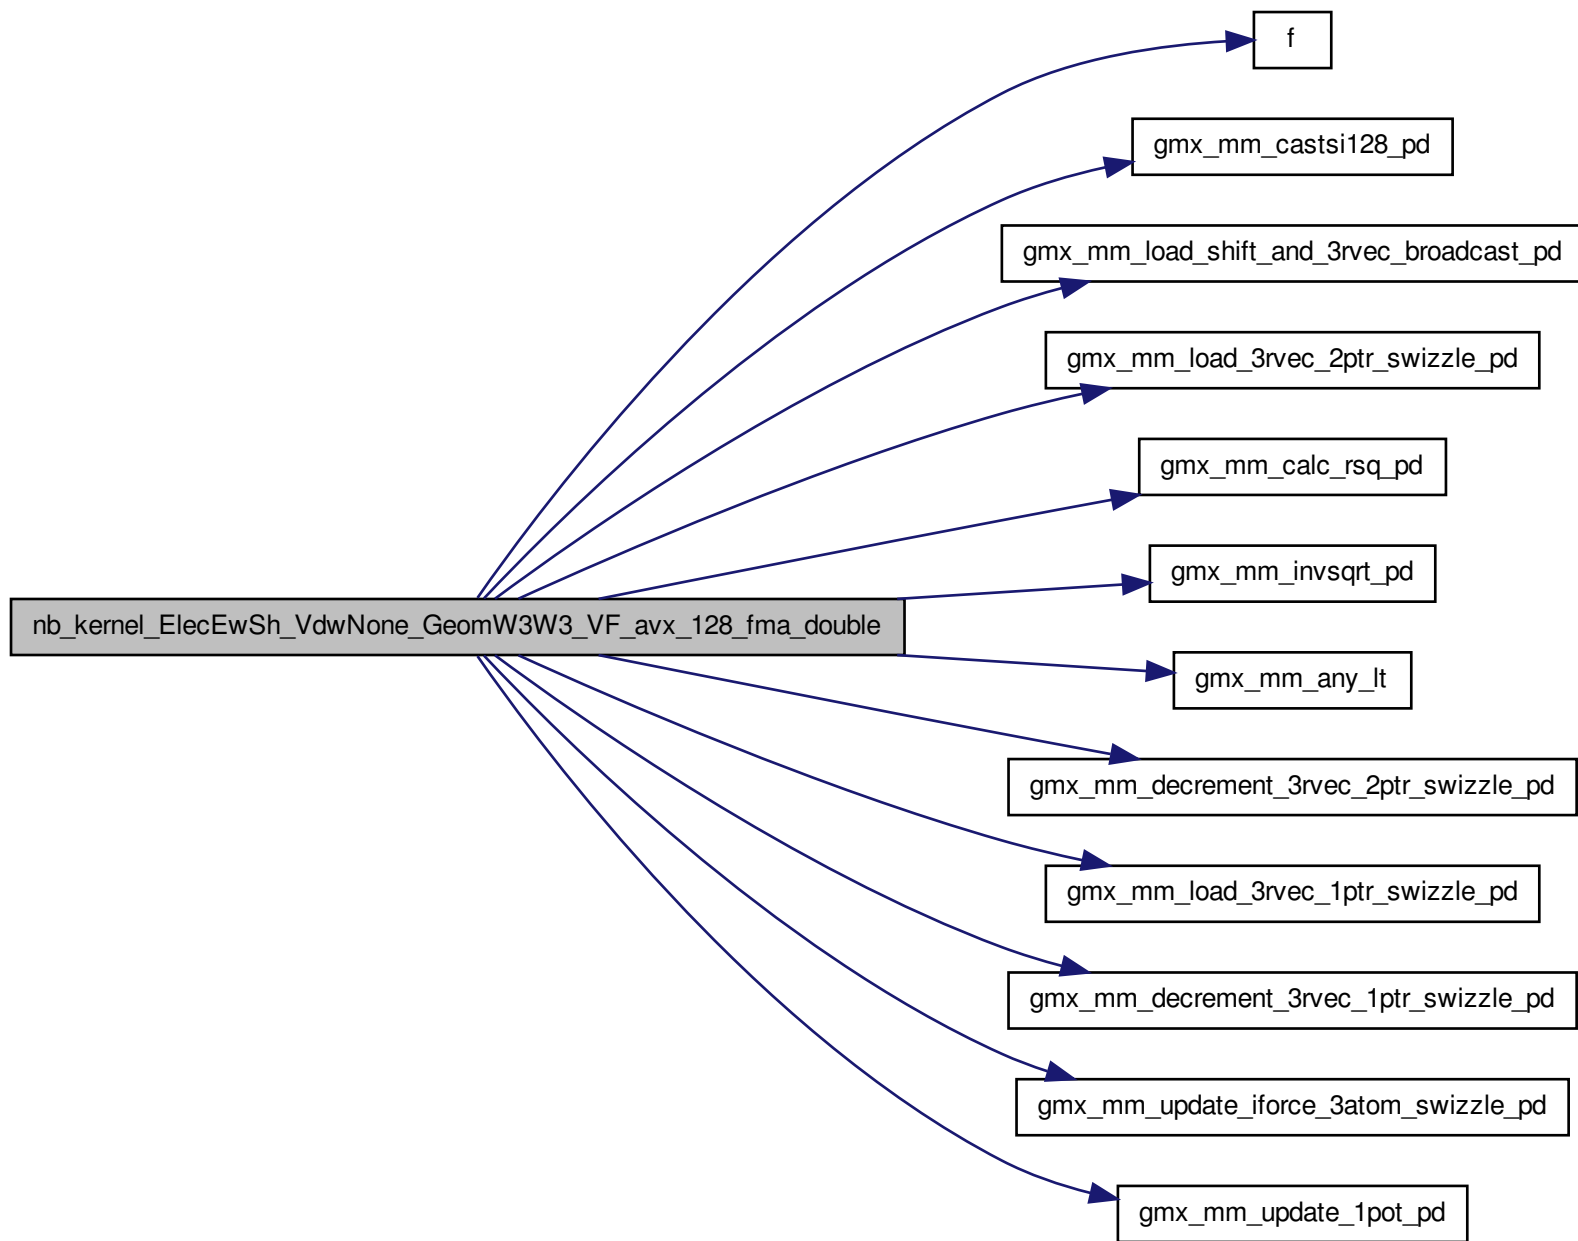 f
gmx_mm_castsi128_pd
gmx_mm_load_shift_and_3rvec_broadcast_pd
gmx_mm_load_3rvec_2ptr_swizzle_pd
gmx_mm_calc_rsq_pd
gmx_mm_invsqrt_pd
nb_kernel_ElecEwSh_VdwNone_GeomW3W3_VF_avx_128_fma_double
gmx_mm_any_lt
gmx_mm_decrement_3rvec_2ptr_swizzle_pd
gmx_mm_load_3rvec_1ptr_swizzle_pd
gmx_mm_decrement_3rvec_1ptr_swizzle_pd
gmx_mm_update_iforce_3atom_swizzle_pd
gmx_mm_update_1pot_pd